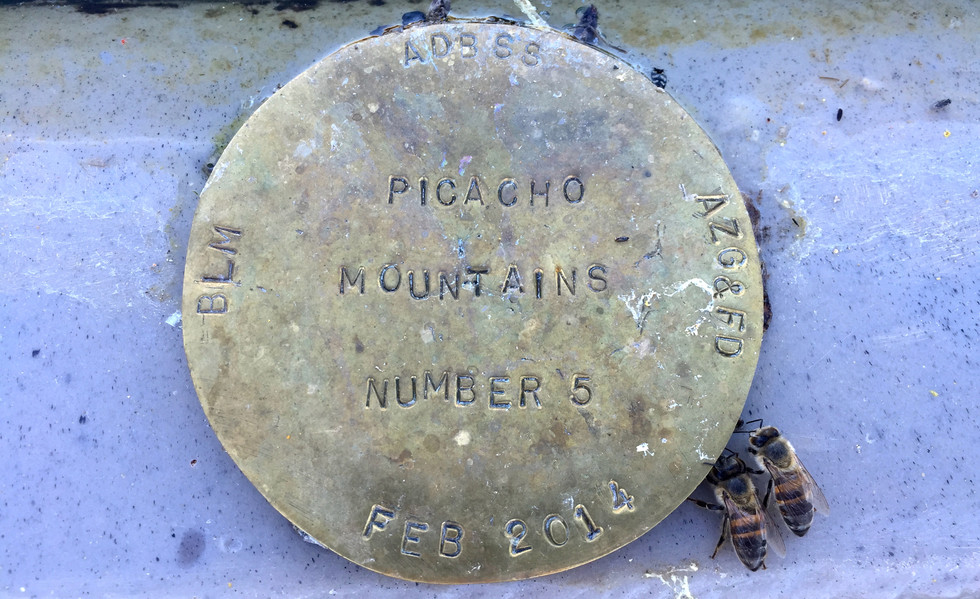 ADBSS
PICACHO
MOUNTAINS
NUMBER 5
FEB 2014
BLM
AZG&FD